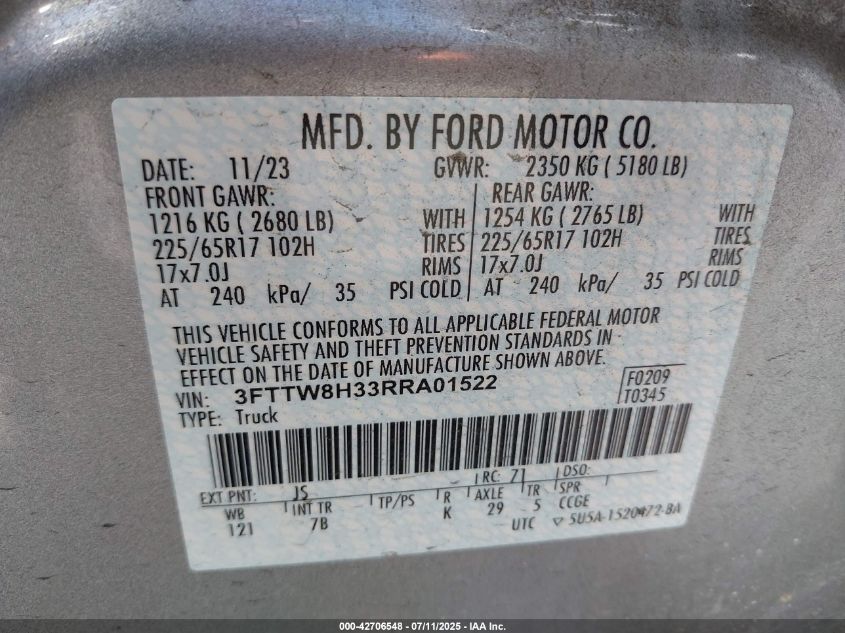 MFD. BY FORD MOTOR CO.
DATE: 11/23 GVWR: 2350 KG ( 5180 LB)
FRONT GAWR: REAR GAWR:
1216 KG ( 2680 LB) WITH 1254 KG ( 2765 LB) WITH
225/65R17 102H TIRES 225/65R17 102H TIRES
17x7.0J RIMS 17x7.0J RIMS
AT 240 kPa/ 35 PSI COLD AT 240 kPa/ 35 PSI COLD
THIS VEHICLE CONFORMS TO ALL APPLICABLE FEDERAL MOTOR
VEHICLE SAFETY AND THEFT PREVENTION STANDARDS IN
EFFECT ON THE DATE OF MANUFACTURE SHOWN ABOVE.
VIN: 3FTTW8H33RRA01522 F0209
TYPE: Truck T0345
EXT PNT: JS RC: 71 DSO:
WB INT TR TP/PS R AXLE TR SPR
121 7B K 29 5 CCGE
UTC ▽ 5U5A-1520472-BA
000-42706548 - 07/11/2025 - IAA Inc.